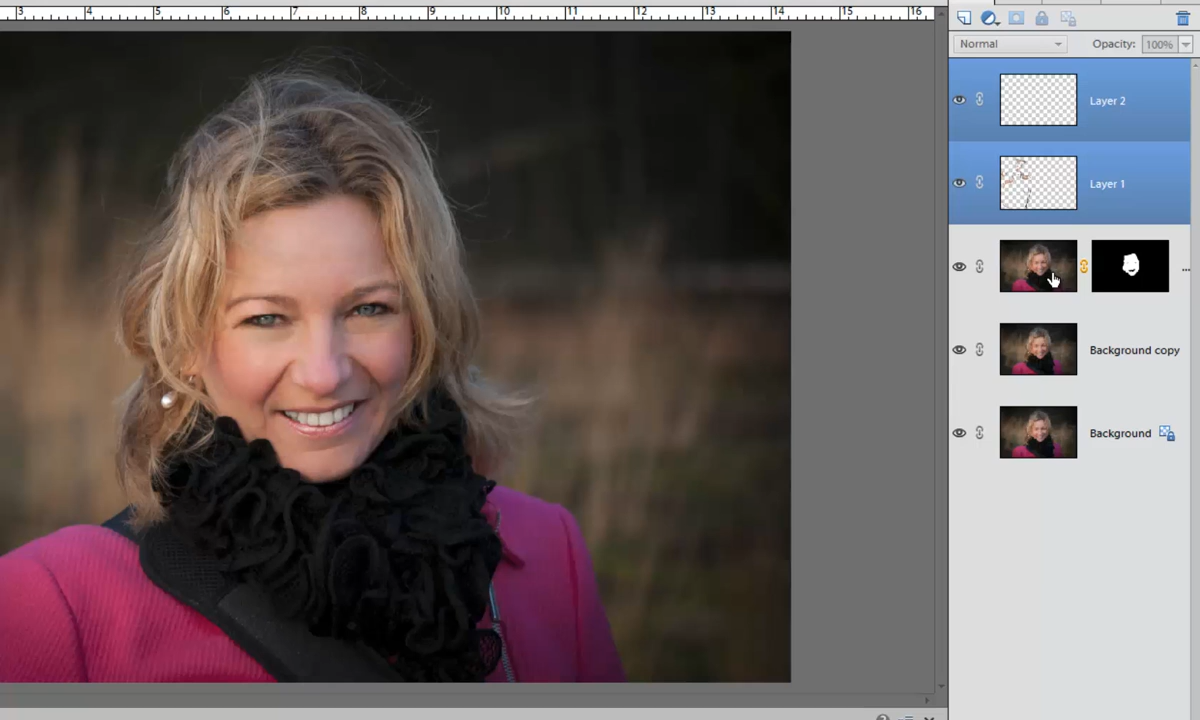 3 4 5 6 7 8 9 10 11 12 13 14 15 16
Normal Opacity: 100%
Layer 2
Layer 1
...
Background copy
Background